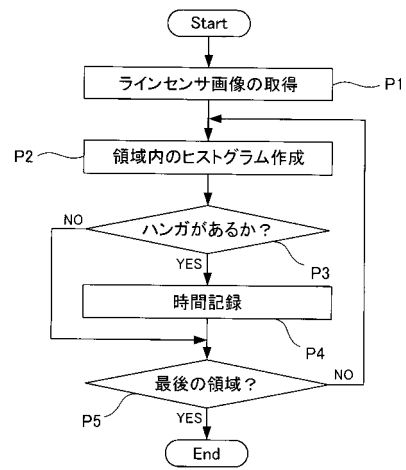 Start
ラインセンサ画像の取得
P1
P2
領域内のヒストグラム作成
ハンガがあるか？
NO
P3
YES
時間記録
P4
最後の領域？
NO
P5
YES
End